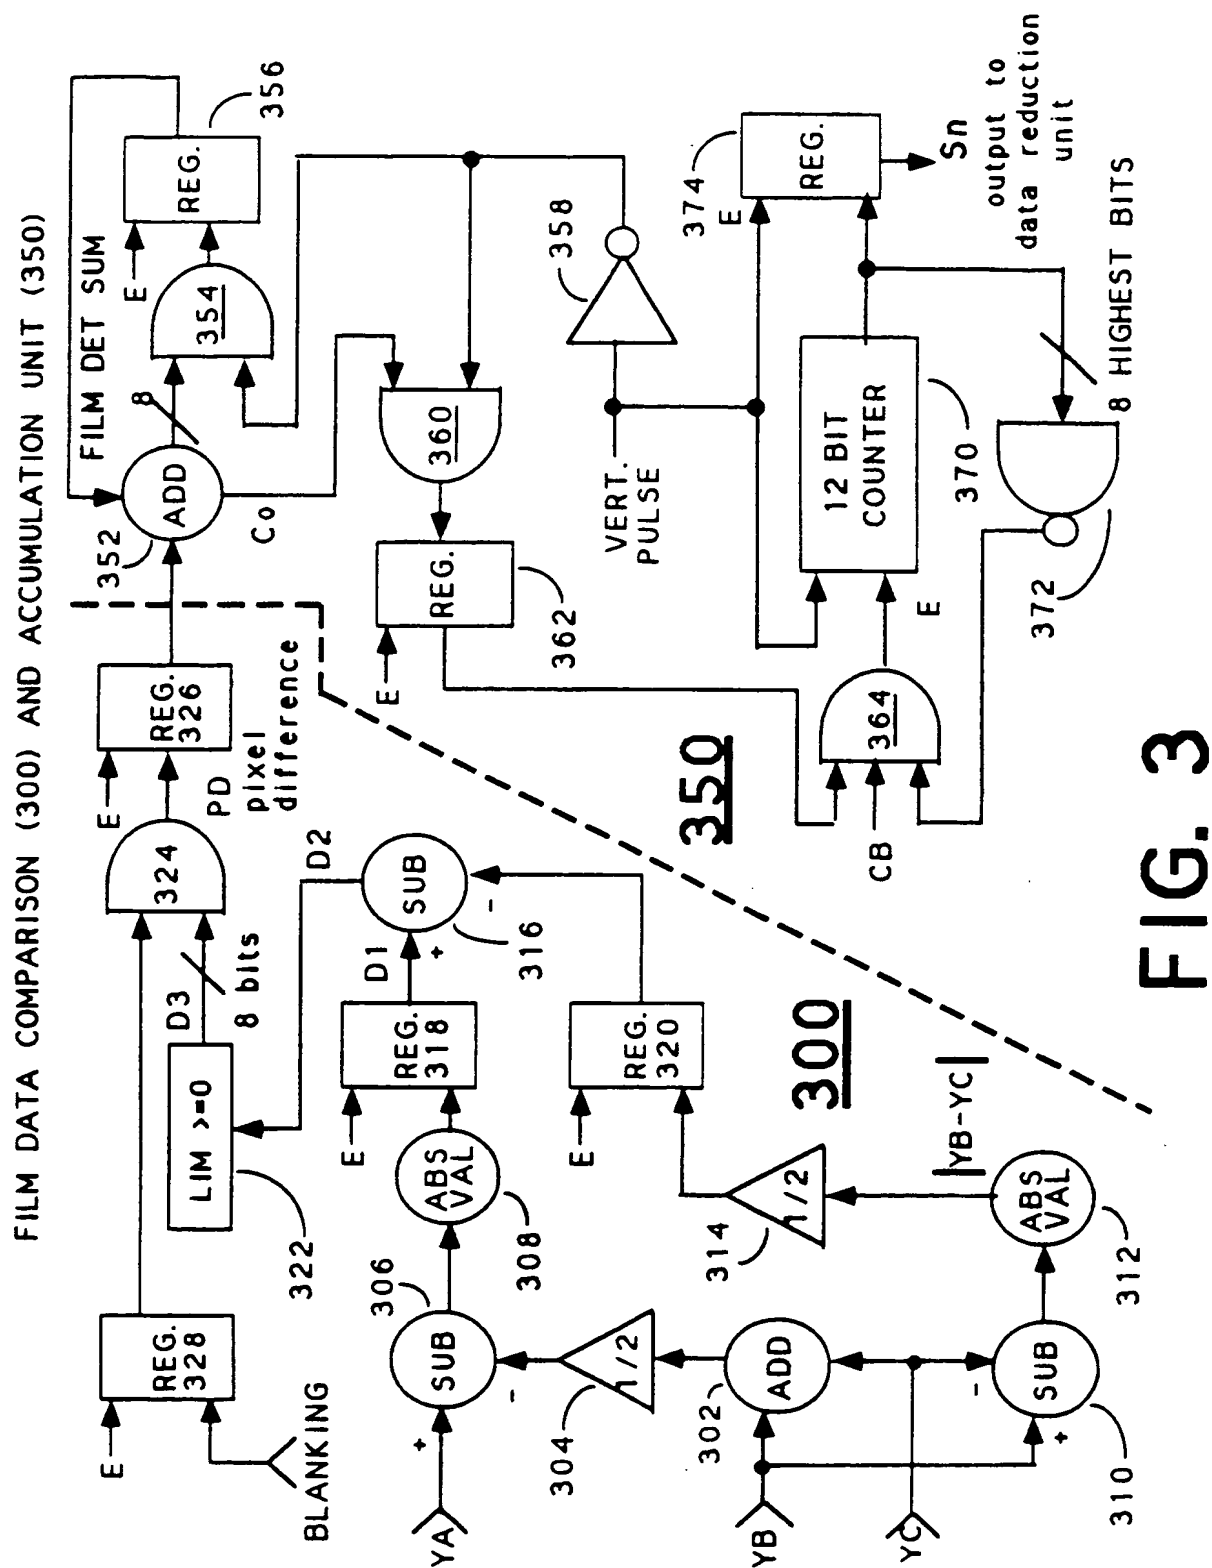 FILM DATA COMPARISON (300) AND ACCUMULATION UNIT (350)
E
REG.
328
BLANKING
LIM >=0
322
D3
8 bits
324
E
REG.
326
PD
pixel
difference
352
ADD
8
FILM DET SUM
Co
354
E
REG.
356
YA
+
SUB
306
-
ABS
VAL
308
E
REG.
318
D1
+
SUB
-
316
D2
304
1/2
302
ADD
YB
YC
-
+
SUB
310
ABS
VAL
312
|YB-YC|
314
1/2
E
REG.
320
300
350
E
REG.
362
360
358
VERT.
PULSE
CB
364
E
12 BIT
COUNTER
370
372
8 HIGHEST BITS
374
E
REG.
Sn
output to
data reduction
unit
FIG. 3